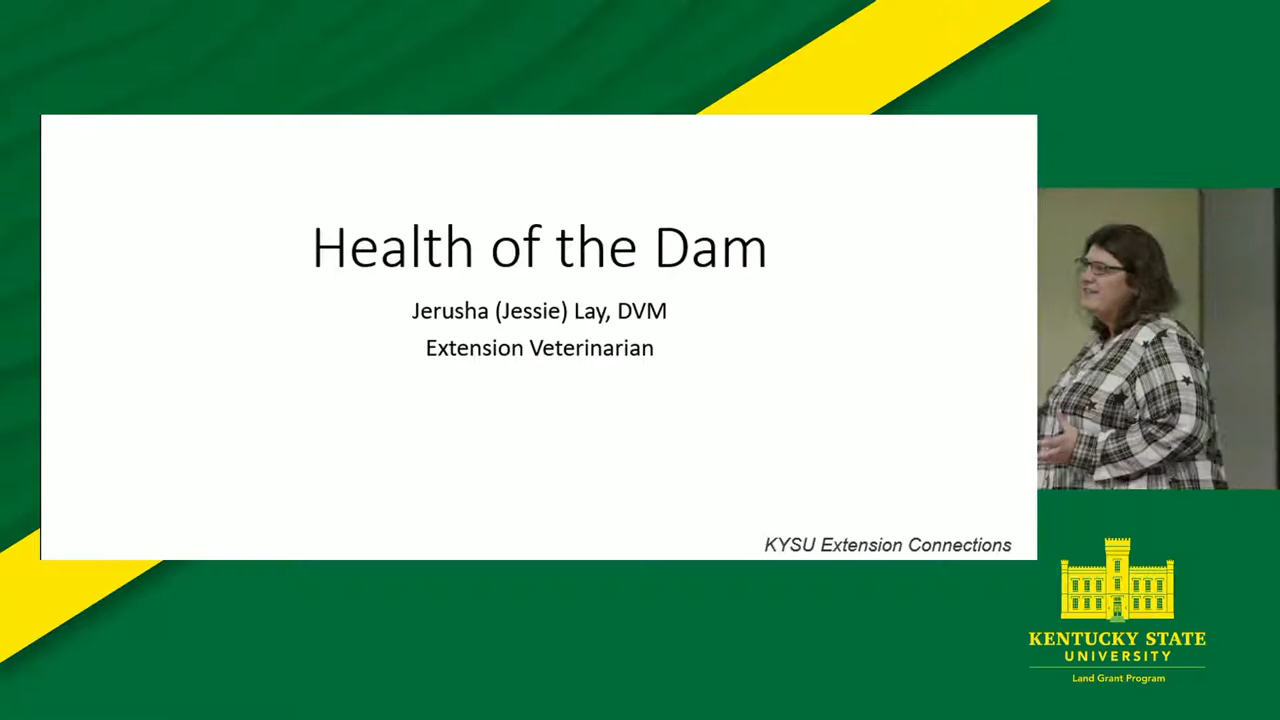 Health of the Dam
Jerusha (Jessie) Lay, DVM
Extension Veterinarian
KYSU Extension Connections
KENTUCKY STATE
UNIVERSITY
Land Grant Program